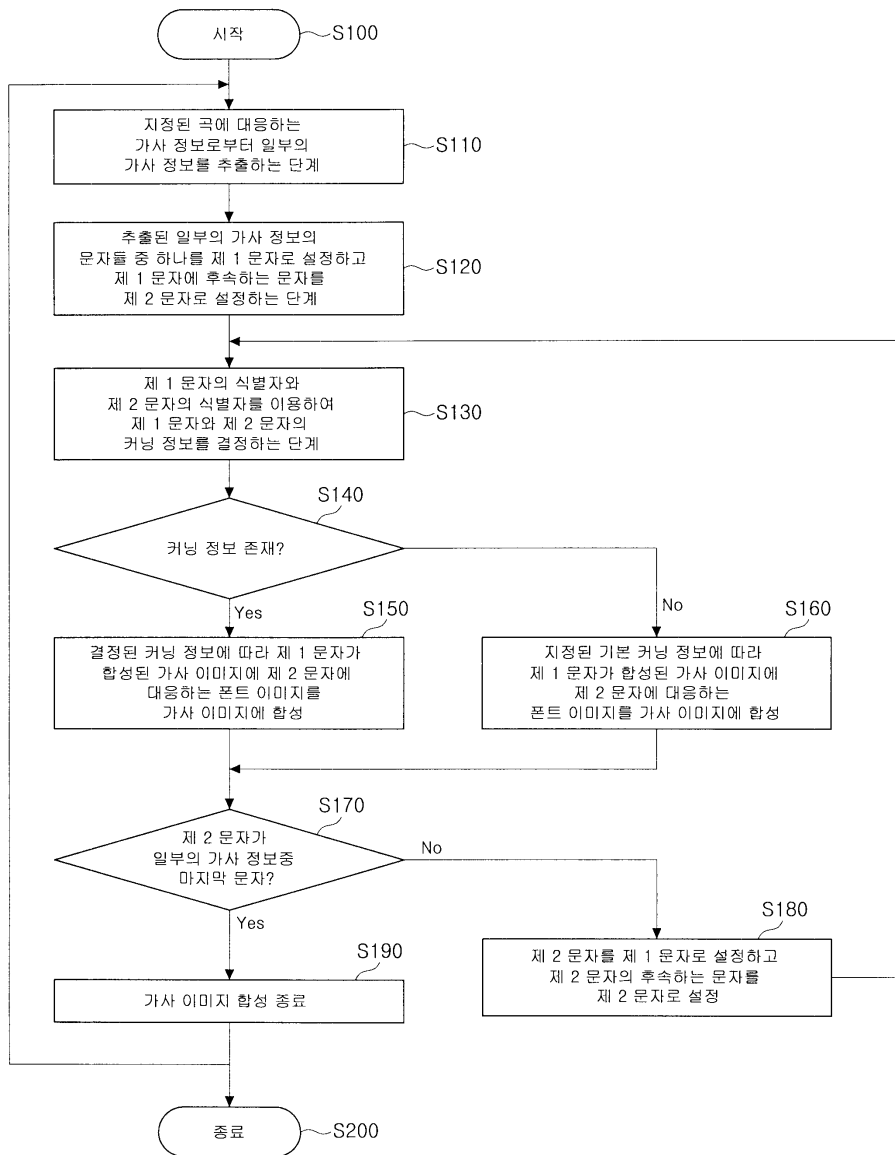 시작
S100
지정된 곡에 대응하는
가사 정보로부터 일부의
가사 정보를 추출하는 단계
S110
추출된 일부의 가사 정보의
문자들 중 하나를 제 1 문자로 설정하고
제 1 문자에 후속하는 문자를
제 2 문자로 설정하는 단계
S120
제 1 문자의 식별자와
제 2 문자의 식별자를 이용하여
제 1 문자와 제 2 문자의
커닝 정보를 결정하는 단계
S130
S140
커닝 정보 존재?
Yes
No
S150
결정된 커닝 정보에 따라 제 1 문자가
합성된 가사 이미지에 제 2 문자에
대응하는 폰트 이미지를
가사 이미지에 합성
S160
지정된 기본 커닝 정보에 따라
제 1 문자가 합성된 가사 이미지에
제 2 문자에 대응하는
폰트 이미지를 가사 이미지에 합성
S170
제 2 문자가
일부의 가사 정보중
마지막 문자?
No
Yes
S180
제 2 문자를 제 1 문자로 설정하고
제 2 문자의 후속하는 문자를
제 2 문자로 설정
S190
가사 이미지 합성 종료
종료
S200